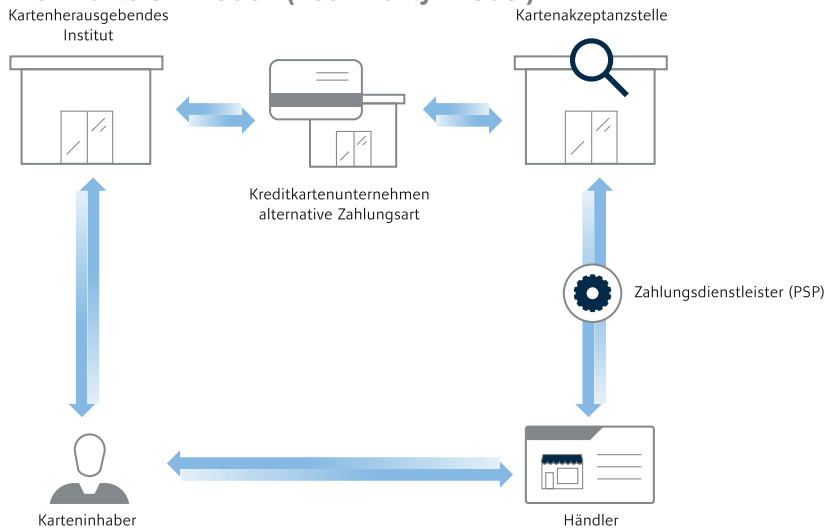 Kartenherausgebendes
Institut
Kartenakzeptanzstelle
Kreditkartenunternehmen
alternative Zahlungsart
Zahlungsdienstleister (PSP)
Karteninhaber
Händler